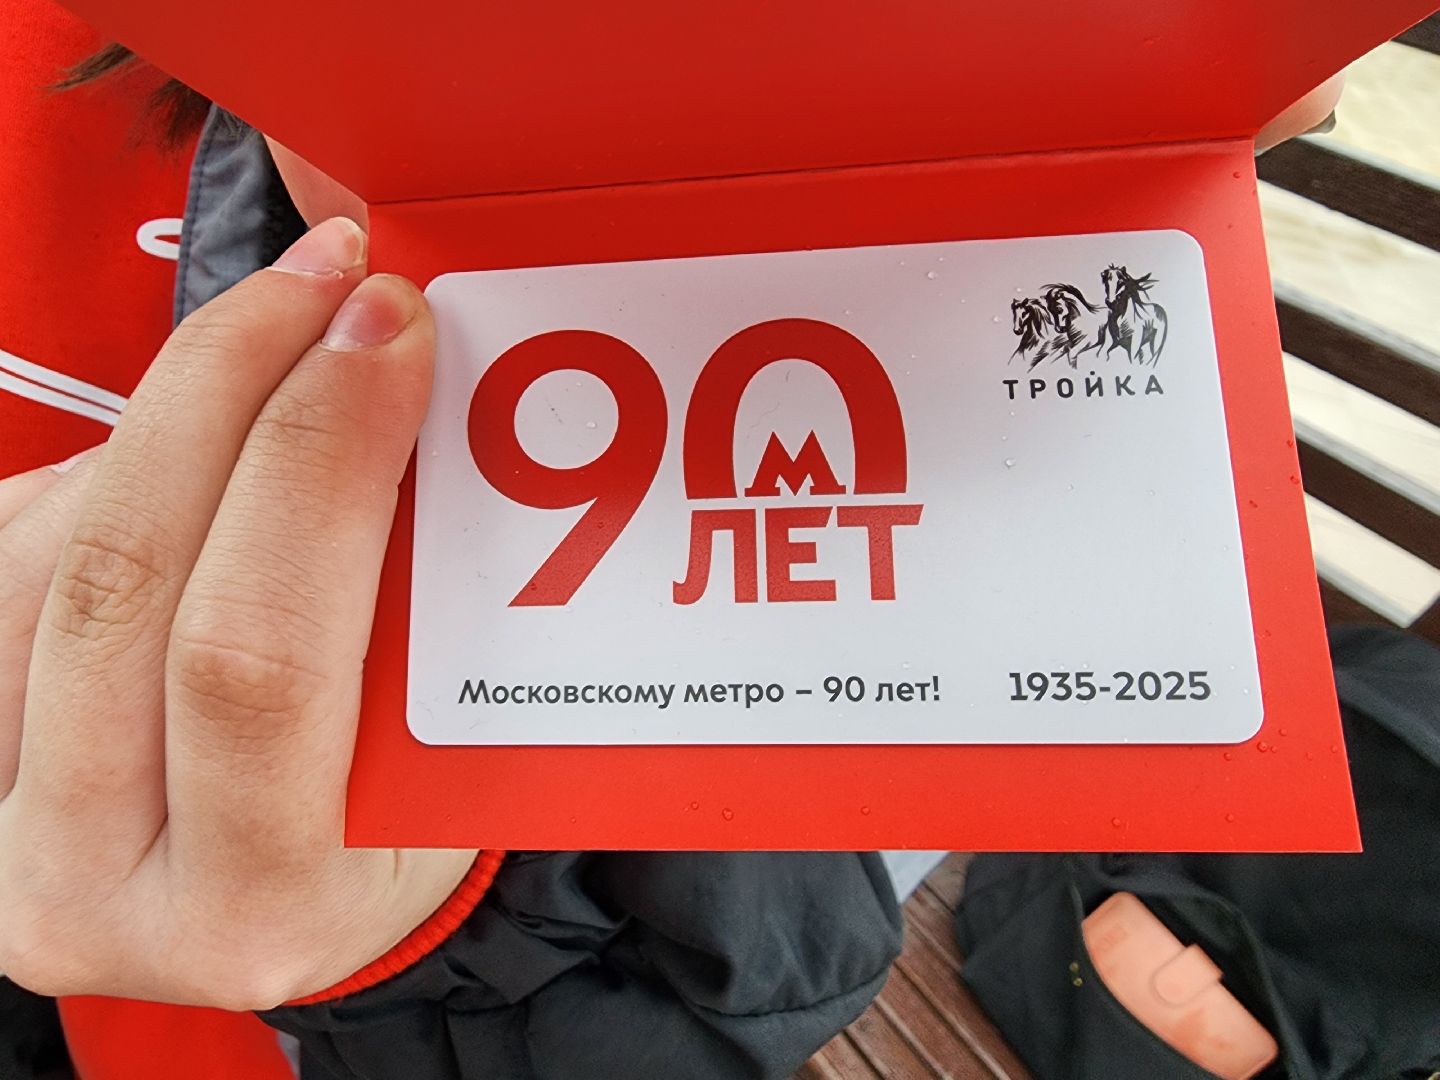 ТРОЙКА
90
М
ЛЕТ
Московскому метро – 90 лет!
1935-2025